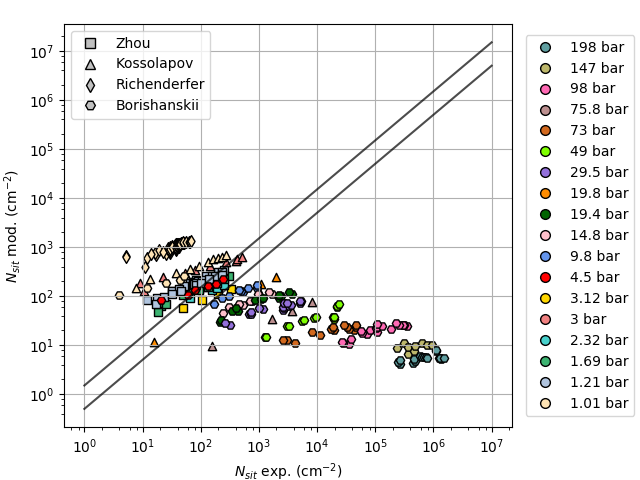 Zhou
Kossolapov
Richenderfer
Borishanskii
198 bar
147 bar
98 bar
75.8 bar
73 bar
49 bar
29.5 bar
19.8 bar
19.4 bar
14.8 bar
9.8 bar
4.5 bar
3.12 bar
3 bar
2.32 bar
1.69 bar
1.21 bar
1.01 bar
N_{sit} mod. (cm^{-2})
10^7
10^6
10^5
10^4
10^3
10^2
10^1
10^0
10^0 10^1 10^2 10^3 10^4 10^5 10^6 10^7
N_{sit} exp. (cm^{-2})